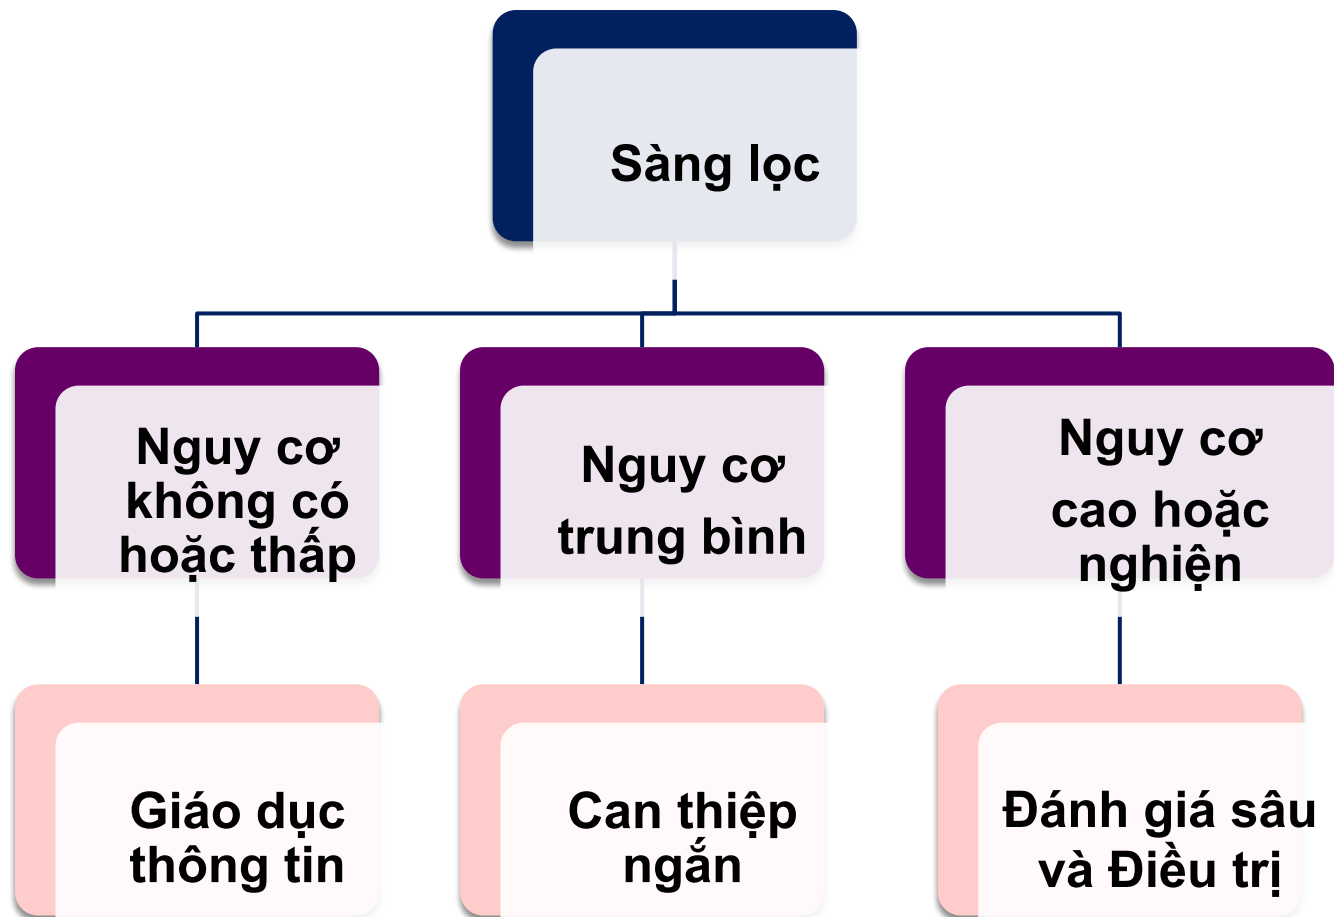 Sàng lọc
Nguy cơ
không có
hoặc thấp
Nguy cơ
trung bình
Nguy cơ
cao hoặc
nghiện
Giáo dục
thông tin
Can thiệp
ngắn
Đánh giá sâu
và Điều trị